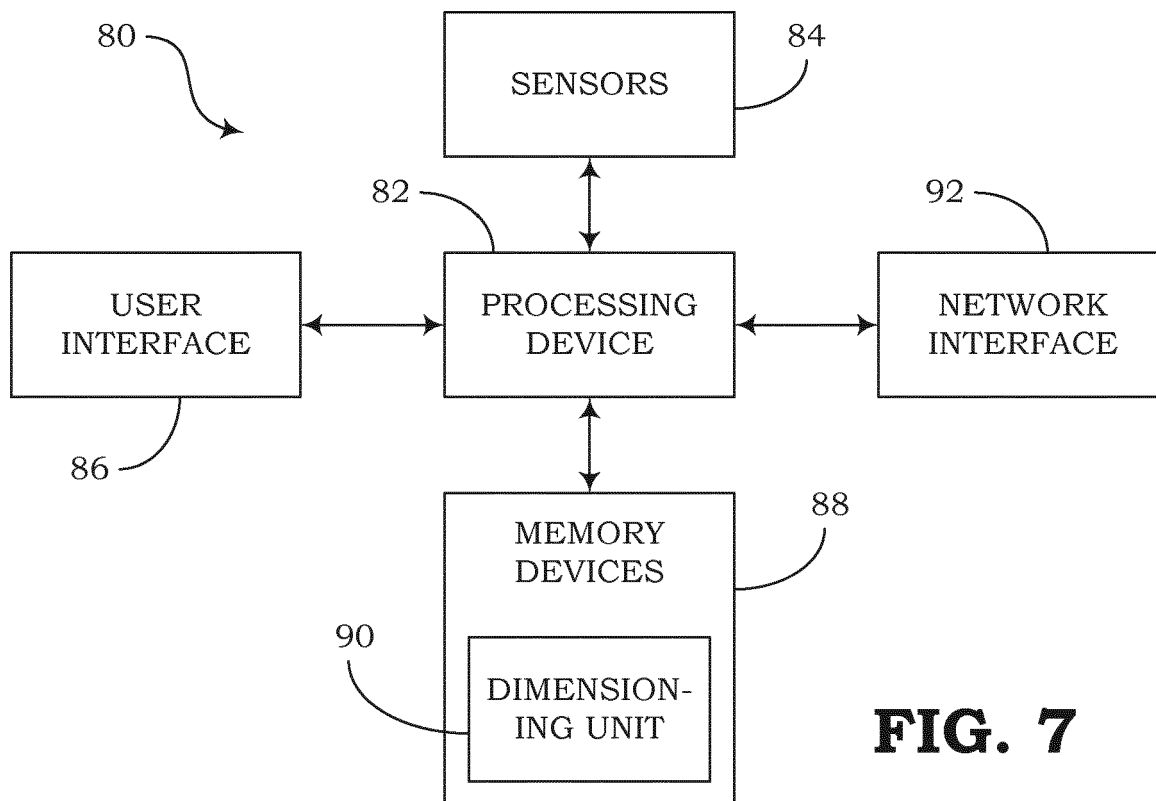 80
SENSORS
84
82
92
USER
INTERFACE
PROCESSING
DEVICE
NETWORK
INTERFACE
86
MEMORY
DEVICES
88
90
DIMENSION-
ING UNIT
FIG. 7